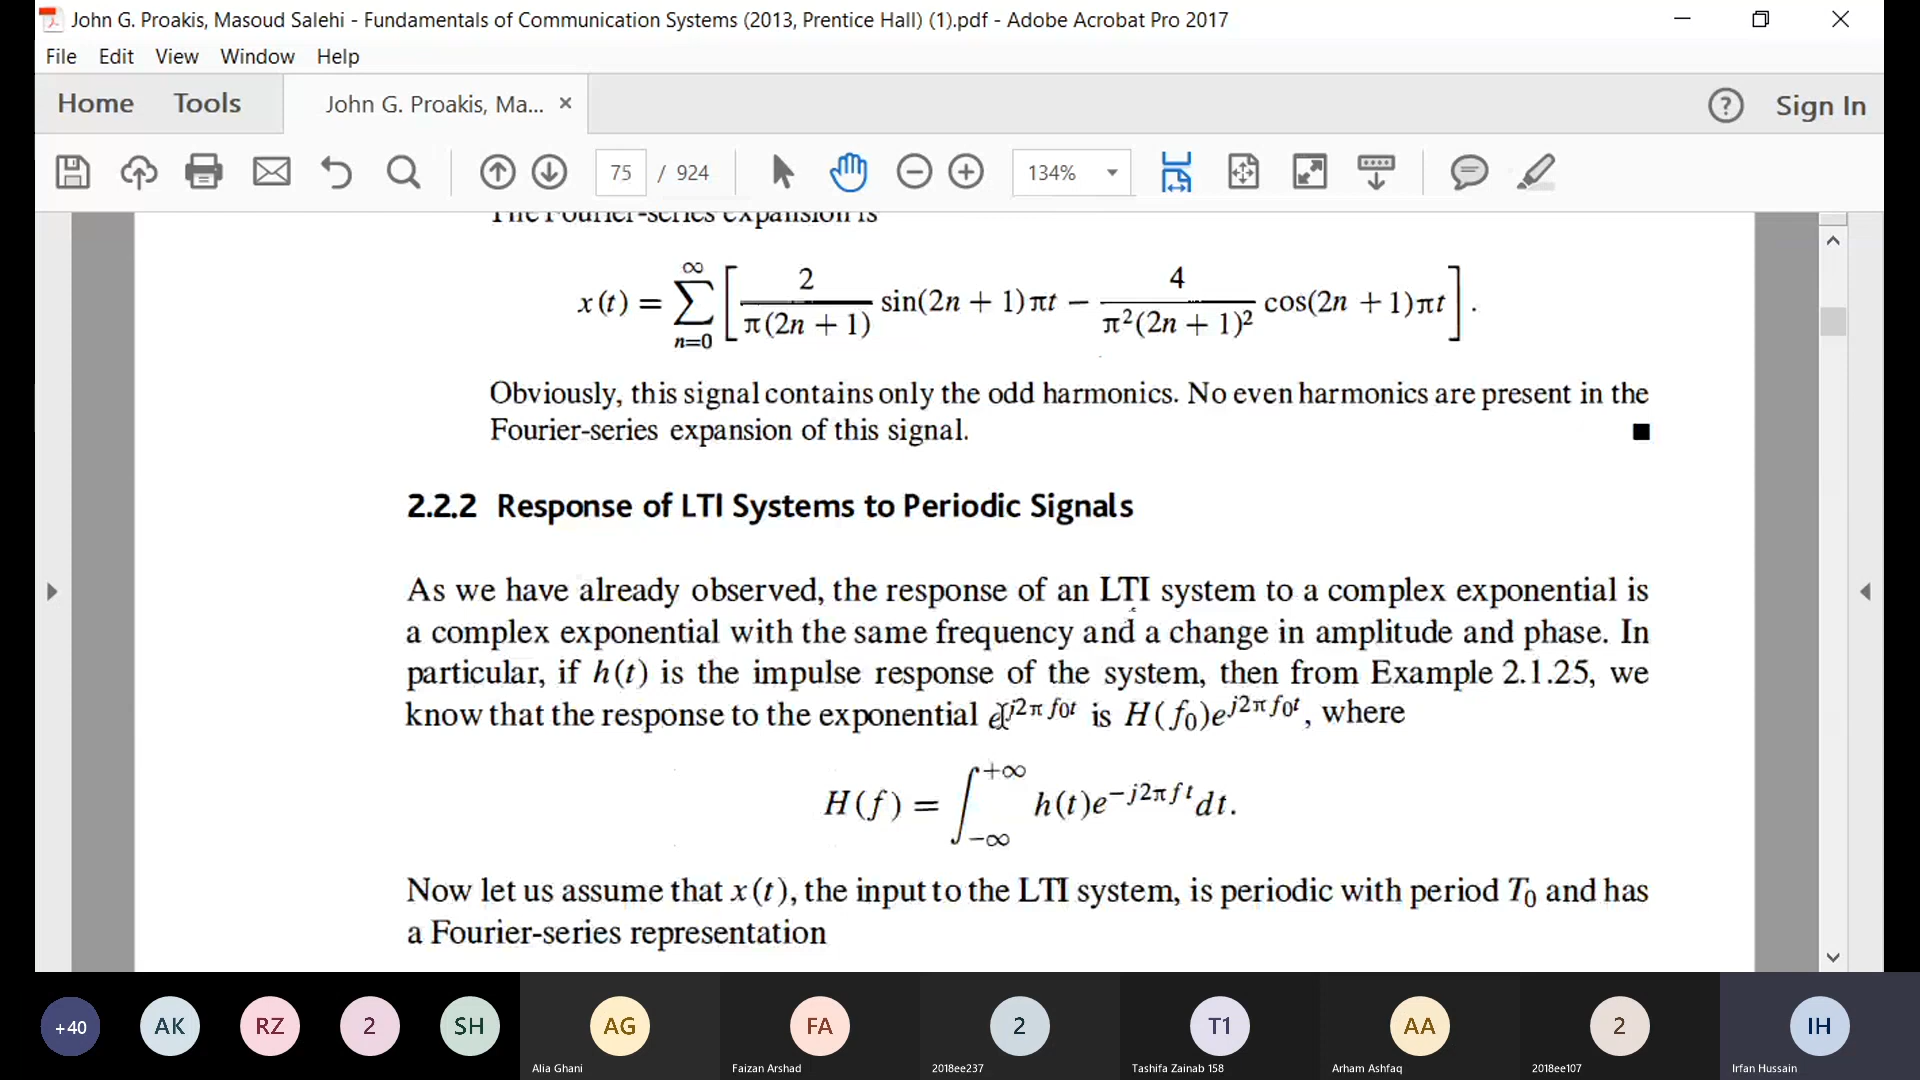 John G. Proakis, Masoud Salehi - Fundamentals of Communication Systems (2013, Prentice Hall) (1).pdf - Adobe Acrobat Pro 2017
File Edit View Window Help
Home Tools John G. Proakis, Ma... × ? Sign In
75 / 924 134%
The Fourier-series expansion is
x(t) = ∑_{n=0}^{∞} [ 2/(π(2n + 1)) sin(2n + 1)πt − 4/(π²(2n + 1)²) cos(2n + 1)πt ].
Obviously, this signal contains only the odd harmonics. No even harmonics are present in the
Fourier-series expansion of this signal. ■
2.2.2 Response of LTI Systems to Periodic Signals
As we have already observed, the response of an LTI system to a complex exponential is
a complex exponential with the same frequency and a change in amplitude and phase. In
particular, if h(t) is the impulse response of the system, then from Example 2.1.25, we
know that the response to the exponential e^{j2πf₀t} is H(f₀)e^{j2πf₀t}, where
H(f) = ∫_{−∞}^{+∞} h(t)e^{−j2πft}dt.
Now let us assume that x(t), the input to the LTI system, is periodic with period T₀ and has
a Fourier-series representation
+40 AK RZ 2 SH AG FA 2 T1 AA 2 IH
Alia Ghani Faizan Arshad 2018ee237 Tashifa Zainab 158 Arham Ashfaq 2018ee107 Irfan Hussain